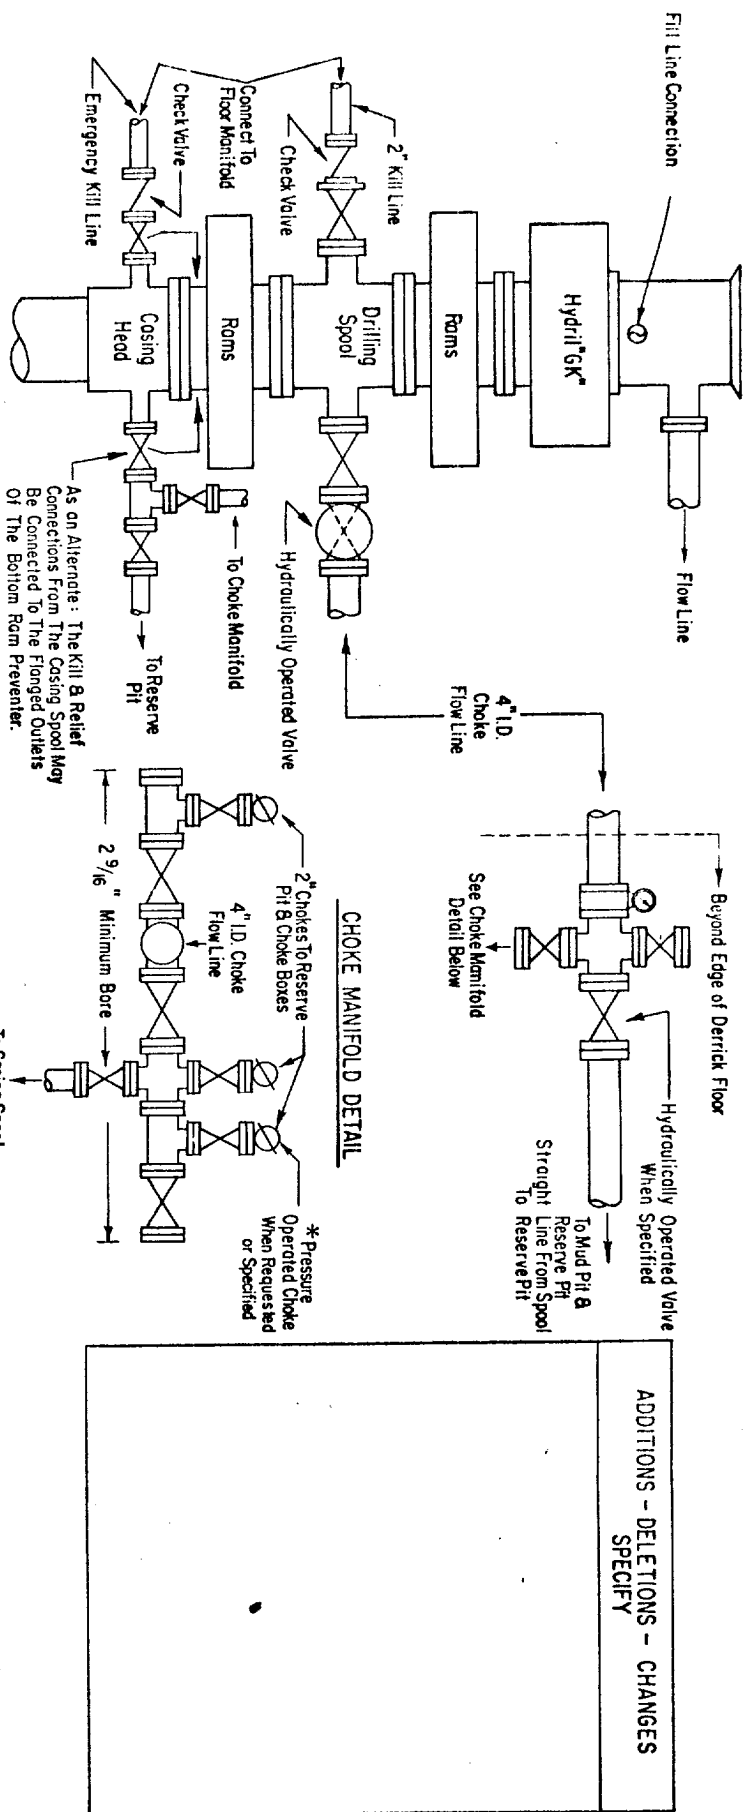 Fill Line Connection
Flow Line
Hydril "GK"
Rams
2" Kill Line
Check Valve
Drilling
Spool
Hydraulically Operated Valve
Connect To
Floor Manifold
Rams
Check Valve
Emergency Kill Line
Casing
Head
To Choke Manifold
To Reserve
Pit
As an Alternate: The Kill & Relief
Connections From The Casing Spool May
Be Connected To The Flanged Outlets
Of The Bottom Ram Preventer.
4" I.D.
Choke
Flow Line
Beyond Edge of Derrick Floor
See Choke Manifold
Detail Below
Hydraulically Operated Valve
When Specified
To Mud Pit &
Reserve Pit
Straight Line From Spool
To Reserve Pit
CHOKE MANIFOLD DETAIL
2" Chokes To Reserve
Pit & Choke Boxes
4" I.D. Choke
Flow Line
*Pressure
Operated Choke
When Requested
or Specified
2 9/16" Minimum Bore
ADDITIONS - DELETIONS - CHANGES
SPECIFY